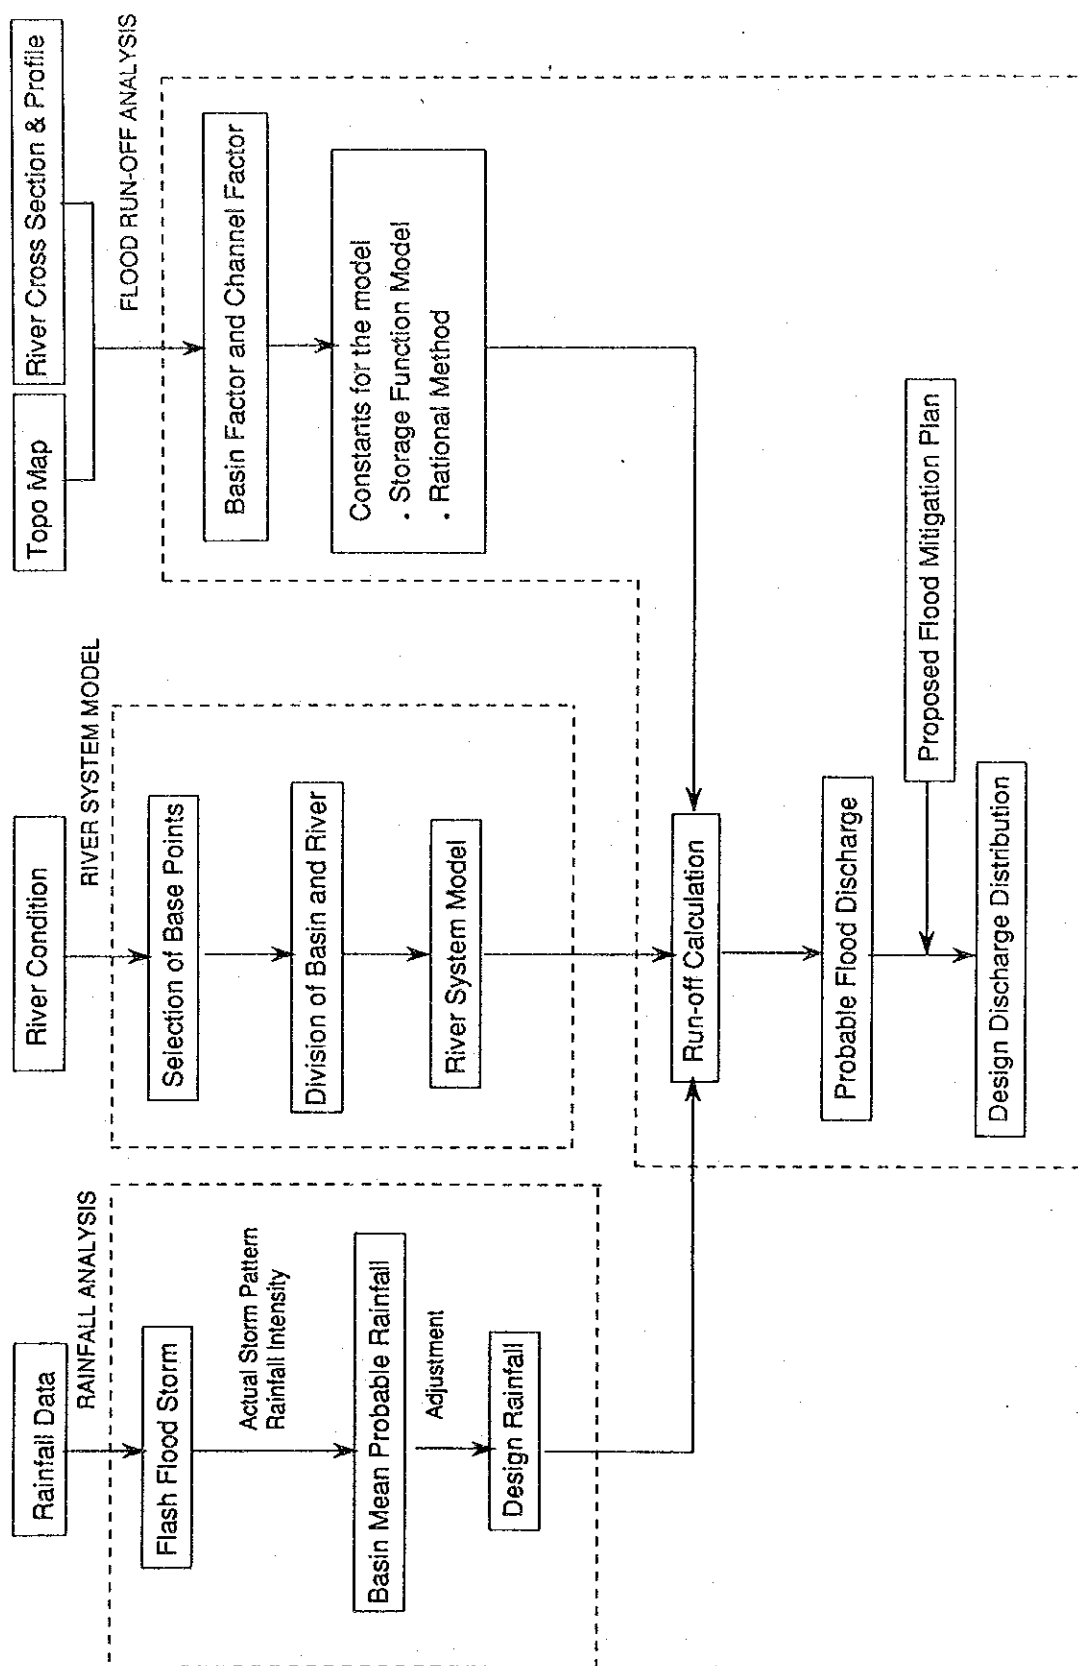 Rainfall Data
RAINFALL ANALYSIS
Flash Flood Storm
Actual Storm Pattern
Rainfall Intensity
Basin Mean Probable Rainfall
Adjustment
Design Rainfall
River Condition
RIVER SYSTEM MODEL
Selection of Base Points
Division of Basin and River
River System Model
Topo Map
River Cross Section & Profile
FLOOD RUN-OFF ANALYSIS
Basin Factor and Channel Factor
Constants for the model
· Storage Function Model
· Rational Method
Run-off Calculation
Probable Flood Discharge
Proposed Flood Mitigation Plan
Design Discharge Distribution